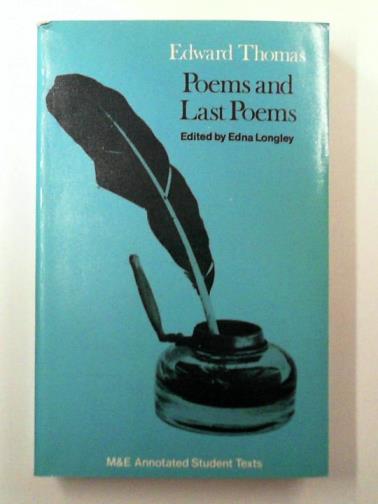 Edward Thomas
Poems and
Last Poems
Edited by Edna Longley
M&E Annotated Student Texts